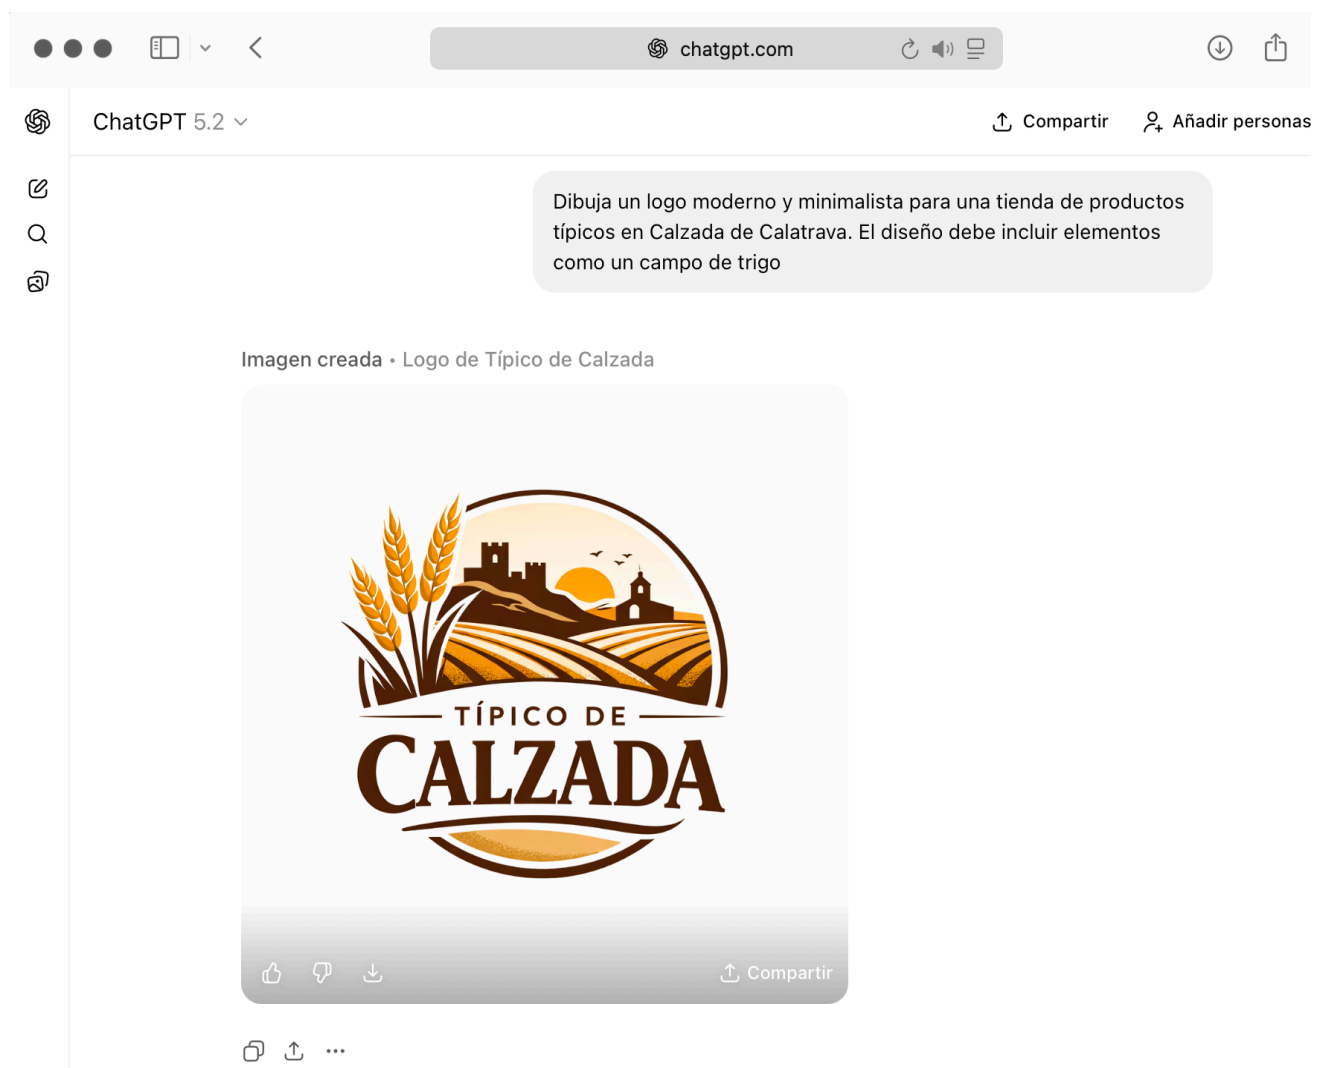 chatgpt.com
ChatGPT 5.2
Compartir
Añadir personas
Dibuja un logo moderno y minimalista para una tienda de productos
típicos en Calzada de Calatrava. El diseño debe incluir elementos
como un campo de trigo
Imagen creada • Logo de Típico de Calzada
TÍPICO DE
CALZADA
Compartir